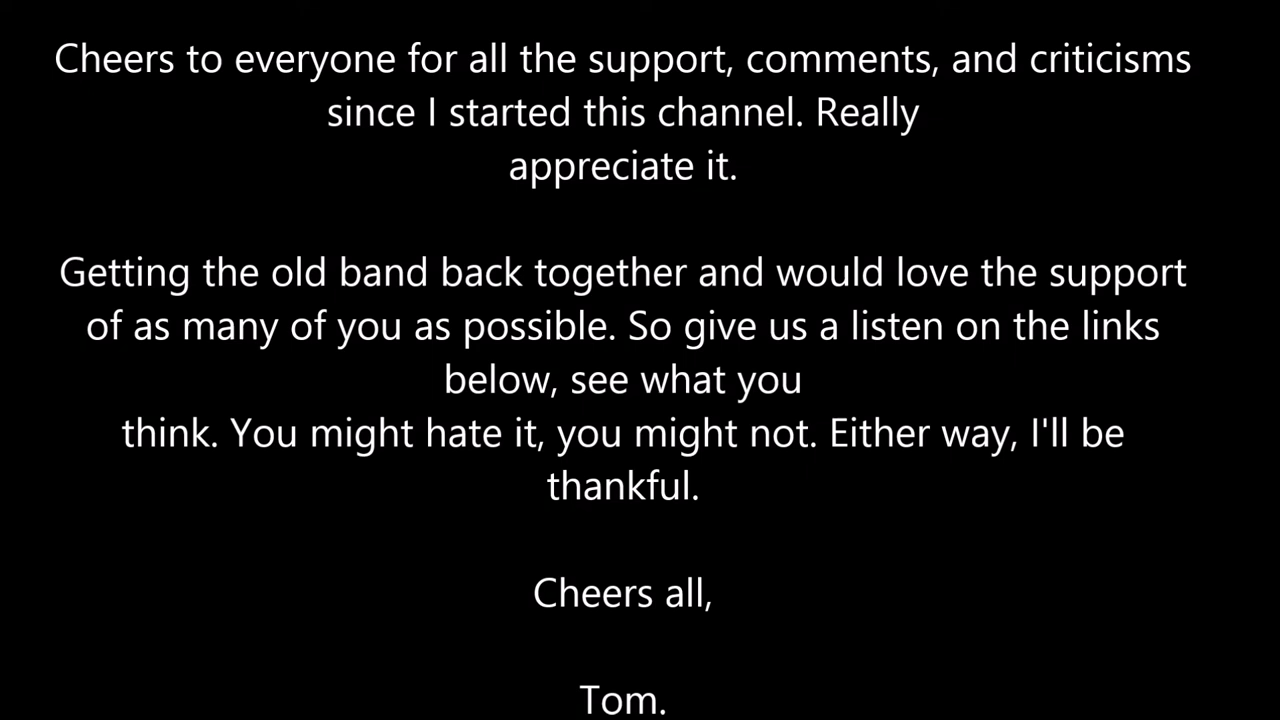 Cheers to everyone for all the support, comments, and criticisms
since I started this channel. Really
appreciate it.
Getting the old band back together and would love the support
of as many of you as possible. So give us a listen on the links
below, see what you
think. You might hate it, you might not. Either way, I'll be
thankful.
Cheers all,
Tom.